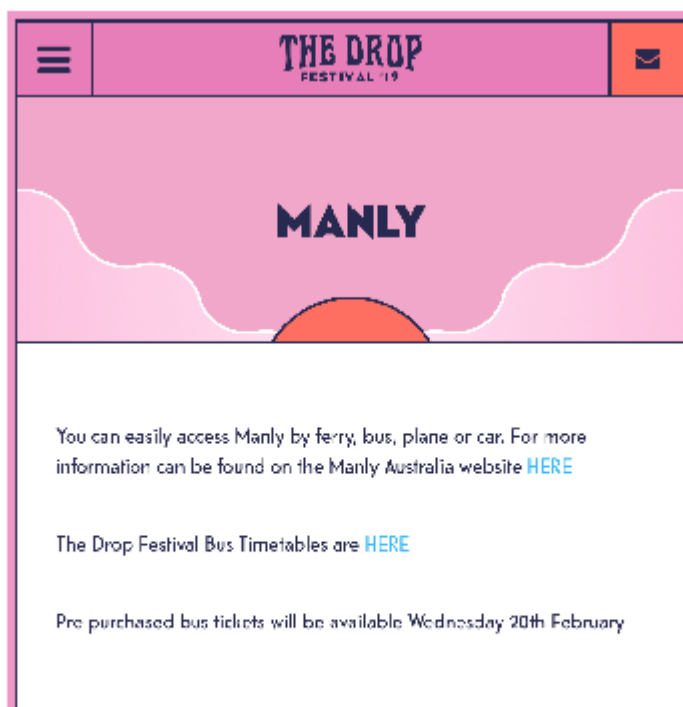 THE DROP
FESTIVAL '19
MANLY
You can easily access Manly by ferry, bus, plane or car. For more
information can be found on the Manly Australia website HERE
The Drop Festival Bus Timetables are HERE
Pre purchased bus tickets will be available Wednesday 20th February